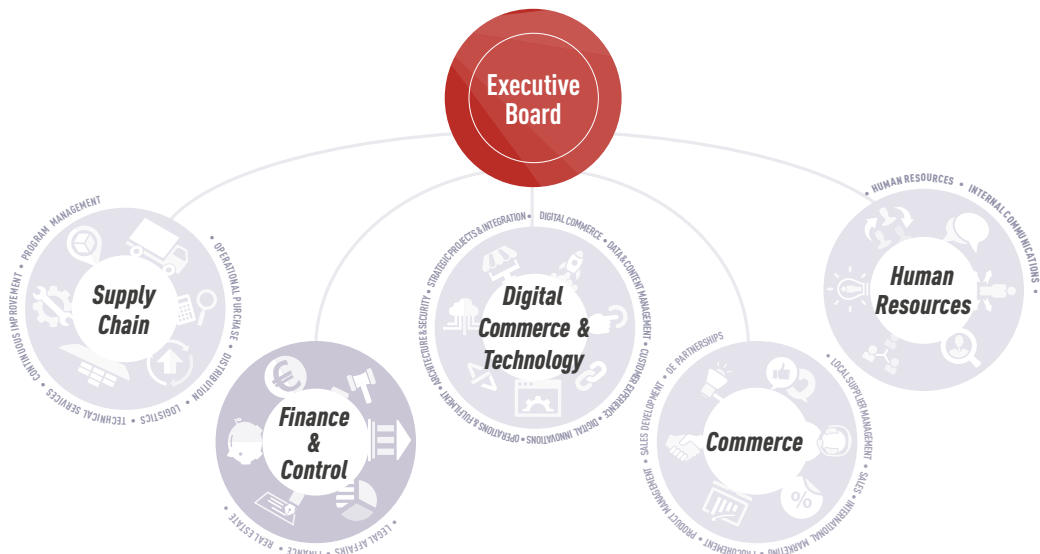 Executive
Board
• HUMAN RESOURCES • INTERNAL COMMUNICATIONS •
Human
Resources
CONTINUOUS IMPROVEMENT • PROGRAM MANAGEMENT
• OPERATIONAL PURCHASE • DISTRIBUTION • LOGISTICS • TECHNICAL SERVICES •
Supply
Chain
OPERATIONS & FULFILMENT • ARCHITECTURE & SECURITY • STRATEGIC PROJECTS & INTEGRATION •
DIGITAL COMMERCE • DATA & CONTENT MANAGEMENT • CUSTOMER EXPERIENCE • DIGITAL INNOVATIONS •
Digital
Commerce &
Technology
Finance
&
Control
• LEGAL AFFAIRS • FINANCE • REAL ESTATE •
• PRODUCT MANAGEMENT • SALES DEVELOPMENT • OE PARTNERSHIPS
• LOCAL SUPPLIER MANAGEMENT • SALES • INTERNATIONAL MARKETING • PROCUREMENT
Commerce